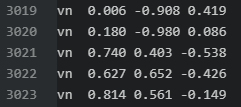 3019 vn 0.006 -0.908 0.419
3020 vn 0.180 -0.980 0.086
3021 vn 0.740 0.403 -0.538
3022 vn 0.627 0.652 -0.426
3023 vn 0.814 0.561 -0.149